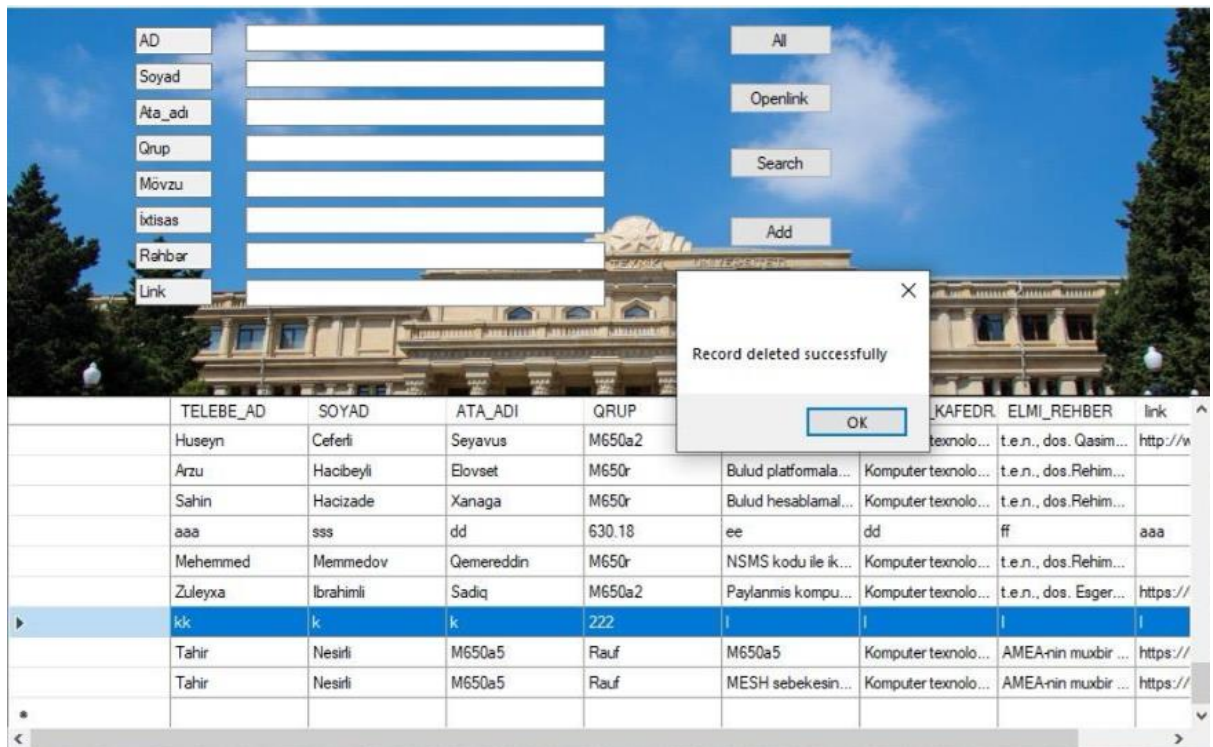 AD
All
Soyad
Openlink
Ata_adı
Qrup
Search
Mövzu
İxtisas
Add
Rəhbər
Link
Record deleted successfully
OK
TELEBE_AD SOYAD ATA_ADI QRUP _KAFEDR. ELMI_REHBER link
Huseyn Ceferli Seyavus M650a2 texnolo... t.e.n., dos. Qasim... http://w
Arzu Hacibeyli Elovset M650r Bulud platformala... Komputer texnolo... t.e.n., dos.Rehim...
Sahin Hacizade Xanaga M650r Bulud hesablamal... Komputer texnolo... t.e.n., dos.Rehim...
aaa sss dd 630.18 ee dd ff aaa
Mehemmed Memmedov Qemereddin M650r NSMS kodu ile ik... Komputer texnolo... t.e.n., dos.Rehim...
Zuleyxa Ibrahimli Sadiq M650a2 Paylanmis kompu... Komputer texnolo... t.e.n., dos. Esger... https://
kk k k 222 l l l l
Tahir Nesirli M650a5 Rauf M650a5 Komputer texnolo... AMEA-nin muxbir ... https://
Tahir Nesirli M650a5 Rauf MESH sebekesin... Komputer texnolo... AMEA-nin muxbir ... https://